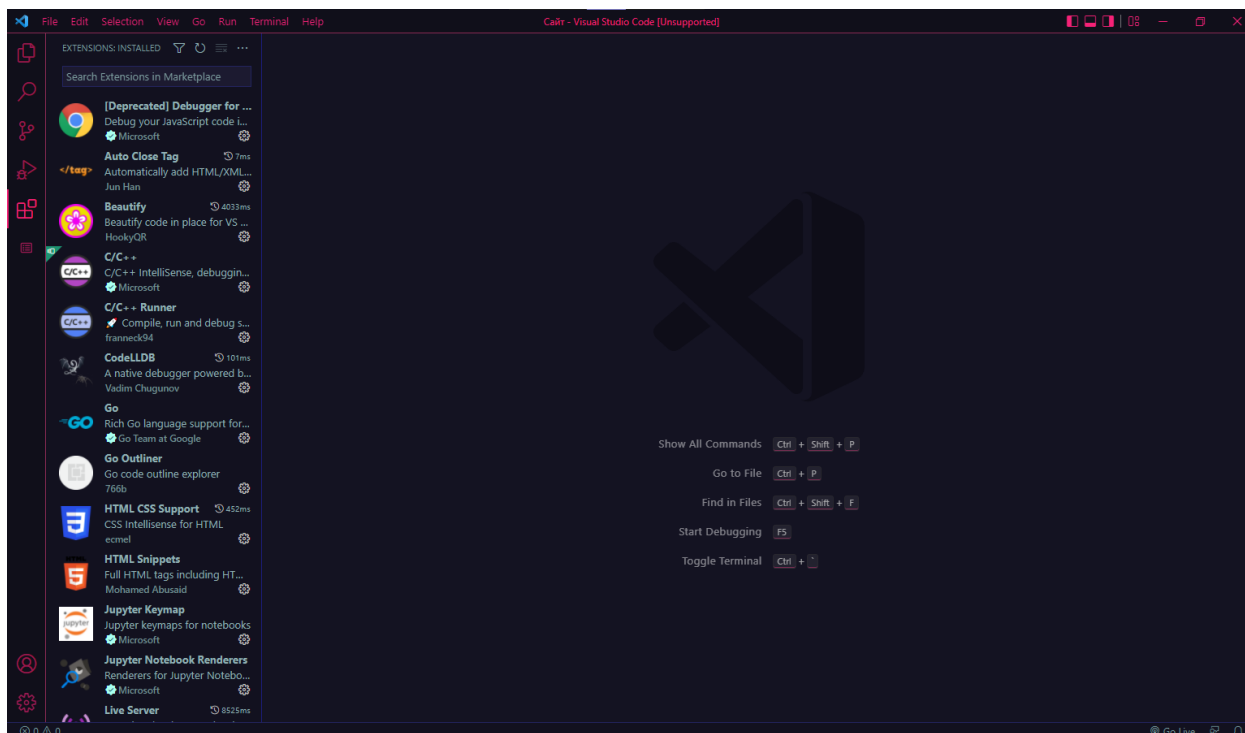 File Edit Selection View Go Run Terminal Help
Сайт - Visual Studio Code [Unsupported]
EXTENSIONS: INSTALLED
Search Extensions in Marketplace
[Deprecated] Debugger for ...
Debug your JavaScript code i...
Microsoft
</tag>
Auto Close Tag 7ms
Automatically add HTML/XML...
Jun Han
Beautify 4033ms
Beautify code in place for VS ...
HookyQR
C/C++
C/C++
C/C++ IntelliSense, debuggin...
Microsoft
C/C++
C/C++ Runner
🚀 Compile, run and debug s...
franneck94
CodeLLDB 101ms
A native debugger powered b...
Vadim Chugunov
GO
Go
Rich Go language support for...
Go Team at Google
Go Outliner
Go code outline explorer
766b
HTML CSS Support 452ms
CSS Intellisense for HTML
ecmel
HTML Snippets
Full HTML tags including HT...
Mohamed Abusaid
jupyter
Jupyter Keymap
Jupyter keymaps for notebooks
Microsoft
Jupyter Notebook Renderers
Renderers for Jupyter Notebo...
Microsoft
Live Server 8525ms
Show All Commands Ctrl + Shift + P
Go to File Ctrl + P
Find in Files Ctrl + Shift + F
Start Debugging F5
Toggle Terminal Ctrl + `
0 0
Go Live